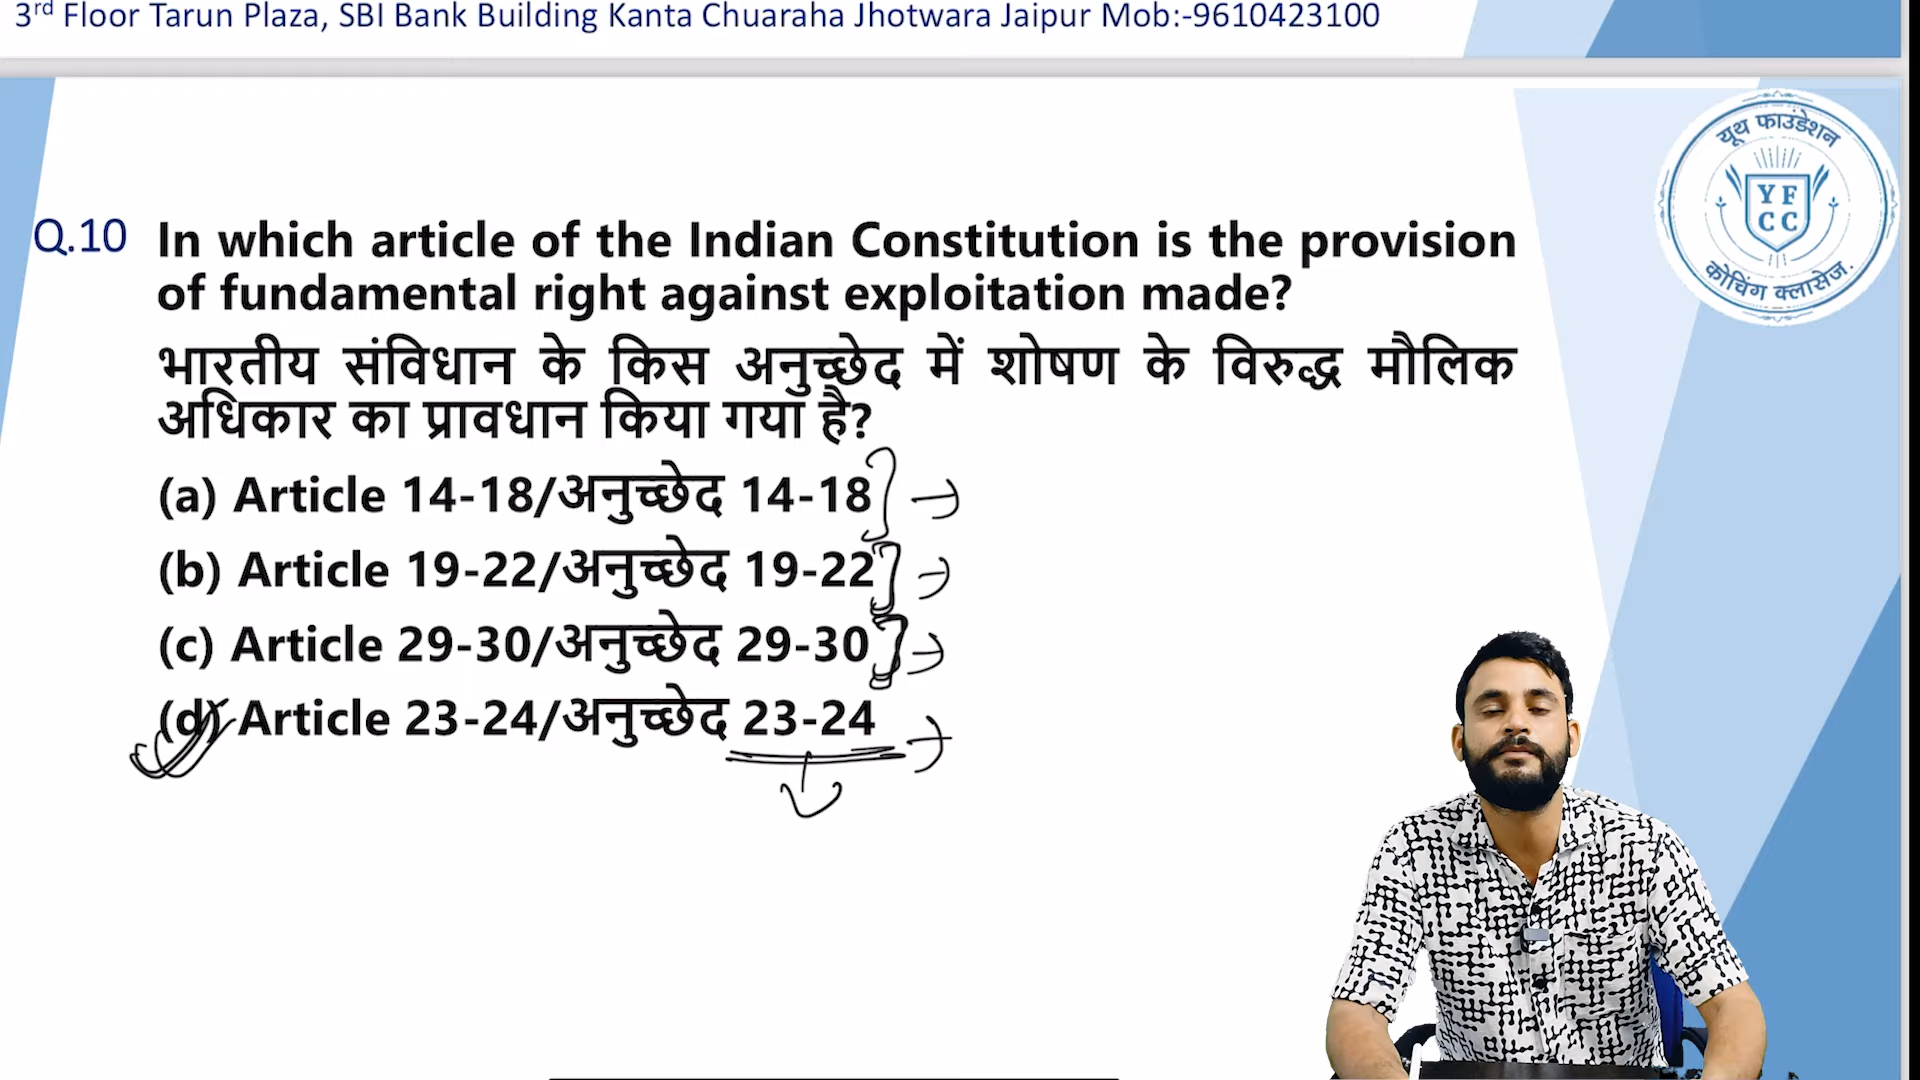 3rd Floor Tarun Plaza, SBI Bank Building Kanta Chuaraha Jhotwara Jaipur Mob:-9610423100
यूथ फाउंडेशन
Y F
C C
कोचिंग क्लासेज.
Q.10 In which article of the Indian Constitution is the provision
of fundamental right against exploitation made?
भारतीय संविधान के किस अनुच्छेद में शोषण के विरुद्ध मौलिक
अधिकार का प्रावधान किया गया है?
(a) Article 14-18/अनुच्छेद 14-18
(b) Article 19-22/अनुच्छेद 19-22
(c) Article 29-30/अनुच्छेद 29-30
(d) Article 23-24/अनुच्छेद 23-24